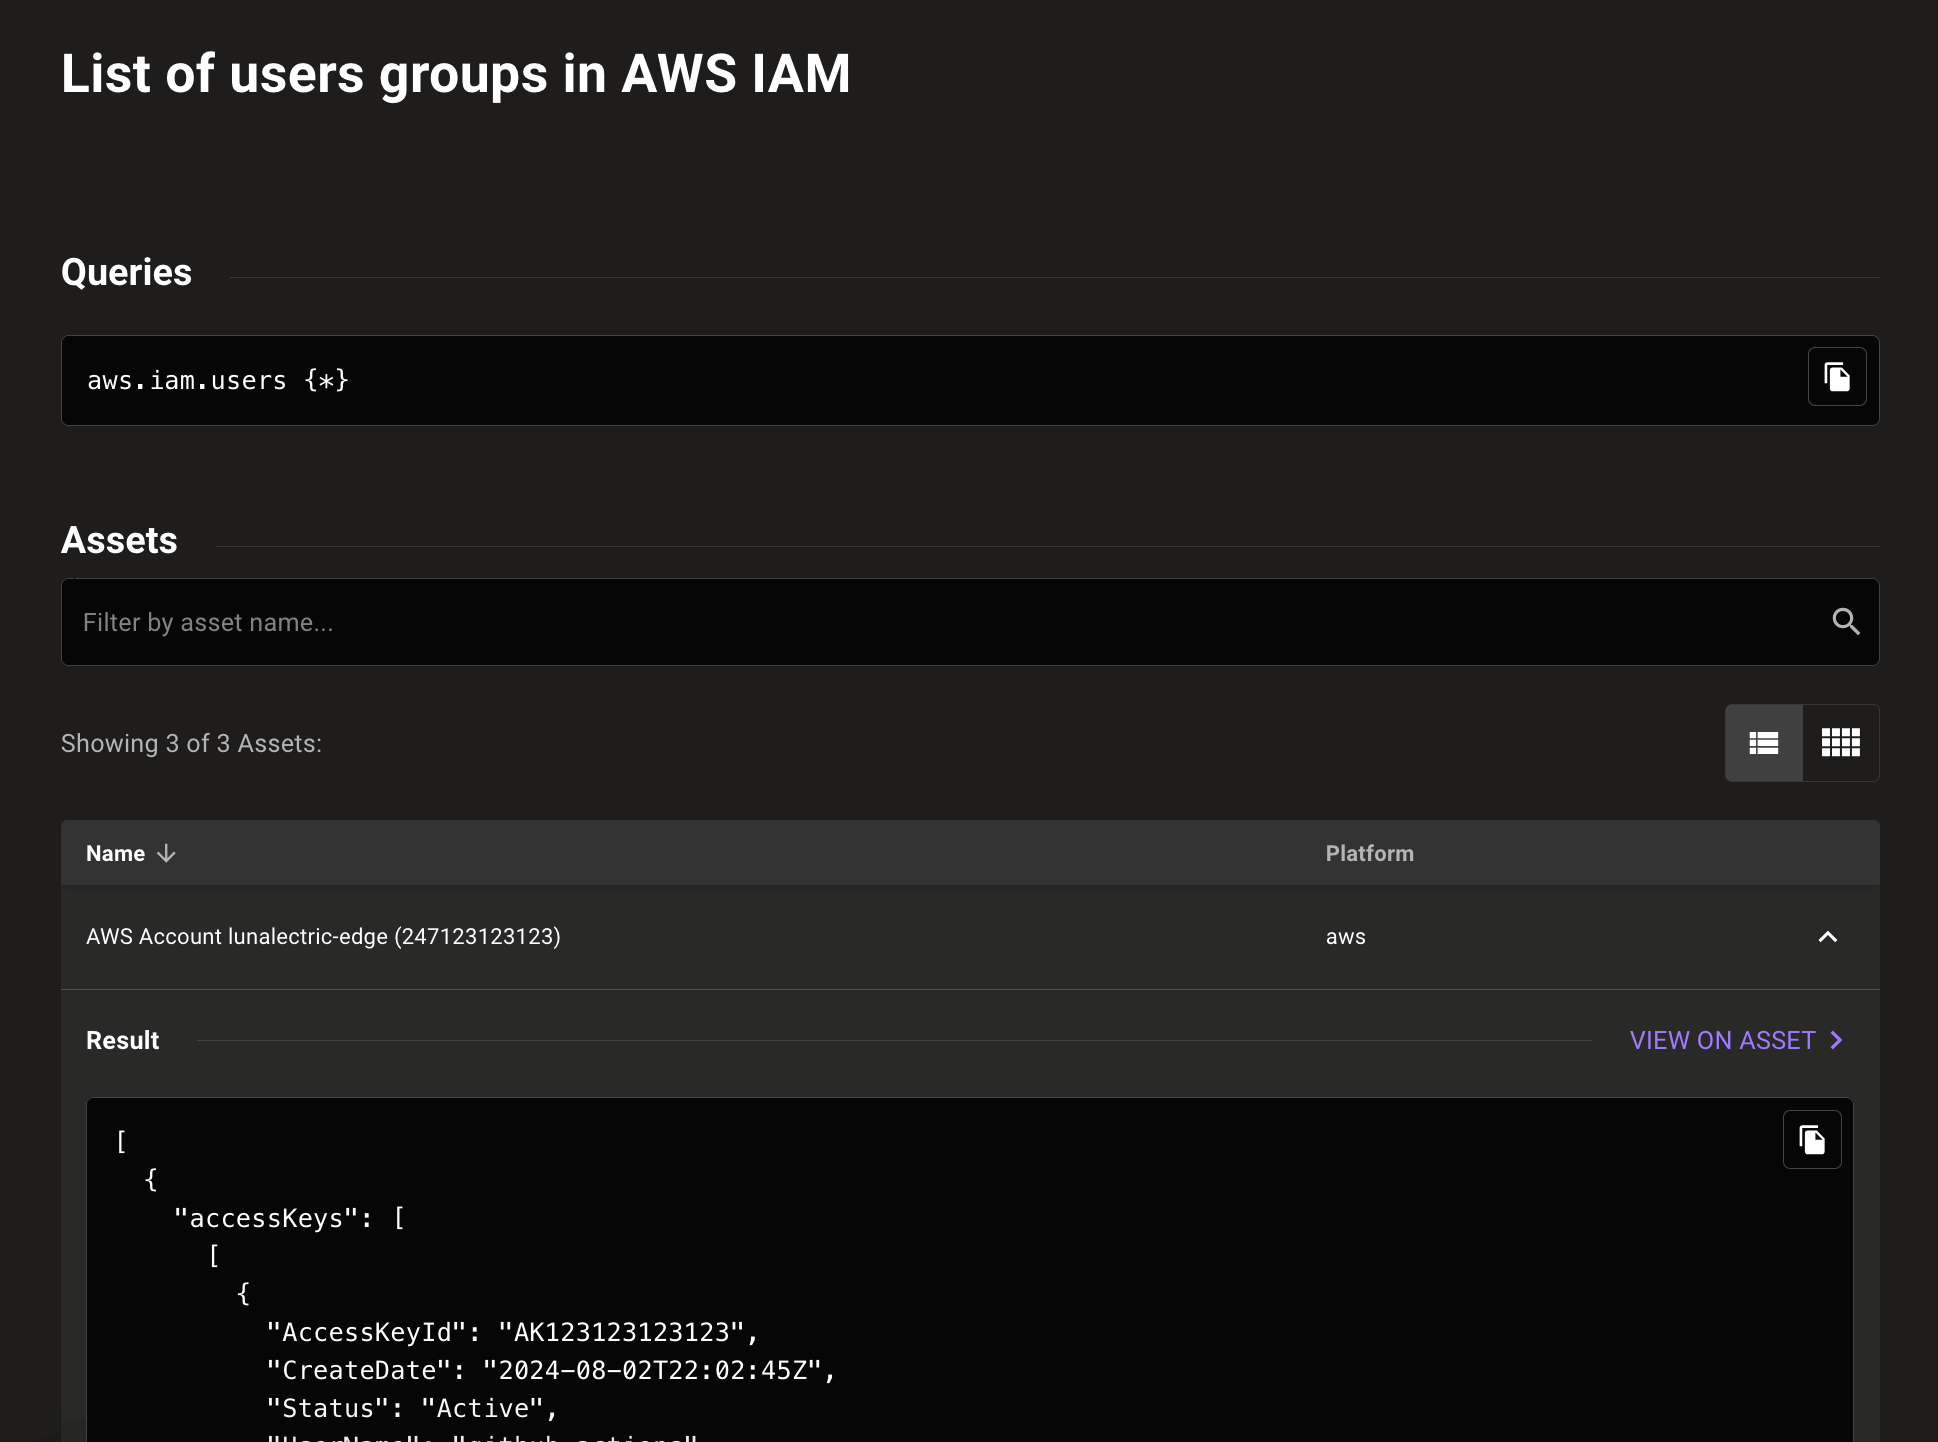 List of users groups in AWS IAM
Queries
aws.iam.users {*}
Assets
Filter by asset name...
Showing 3 of 3 Assets:
Name Platform
AWS Account lunalectric-edge (247123123123) aws
Result VIEW ON ASSET
[
{
"accessKeys": [
[
{
"AccessKeyId": "AK123123123123",
"CreateDate": "2024-08-02T22:02:45Z",
"Status": "Active",